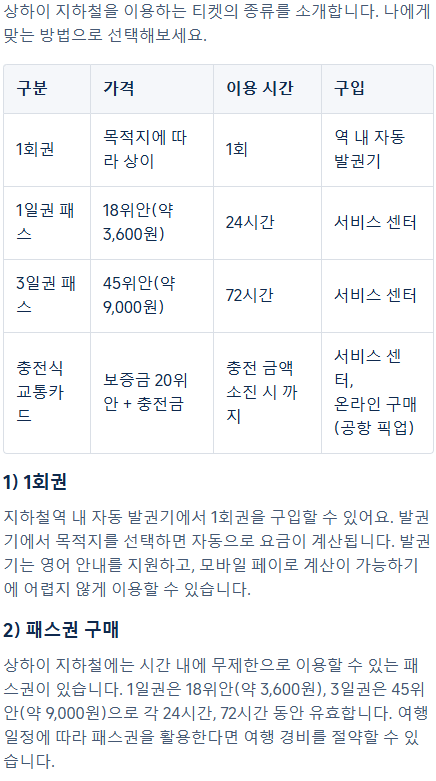 상하이 지하철을 이용하는 티켓의 종류를 소개합니다. 나에게
맞는 방법으로 선택해보세요.
구분 가격 이용 시간 구입
1회권 목적지에 따라 상이 1회 역 내 자동 발권기
1일권 패스 18위안(약 3,600원) 24시간 서비스 센터
3일권 패스 45위안(약 9,000원) 72시간 서비스 센터
충전식 교통카드 보증금 20위안 + 충전금 충전 금액 소진 시 까지 서비스 센터, 온라인 구매 (공항 픽업)
1) 1회권
지하철역 내 자동 발권기에서 1회권을 구입할 수 있어요. 발권
기에서 목적지를 선택하면 자동으로 요금이 계산됩니다. 발권
기는 영어 안내를 지원하고, 모바일 페이로 계산이 가능하기
에 어렵지 않게 이용할 수 있습니다.
2) 패스권 구매
상하이 지하철에는 시간 내에 무제한으로 이용할 수 있는 패
스권이 있습니다. 1일권은 18위안(약 3,600원), 3일권은 45위
안(약 9,000원)으로 각 24시간, 72시간 동안 유효합니다. 여행
일정에 따라 패스권을 활용한다면 여행 경비를 절약할 수 있
습니다.